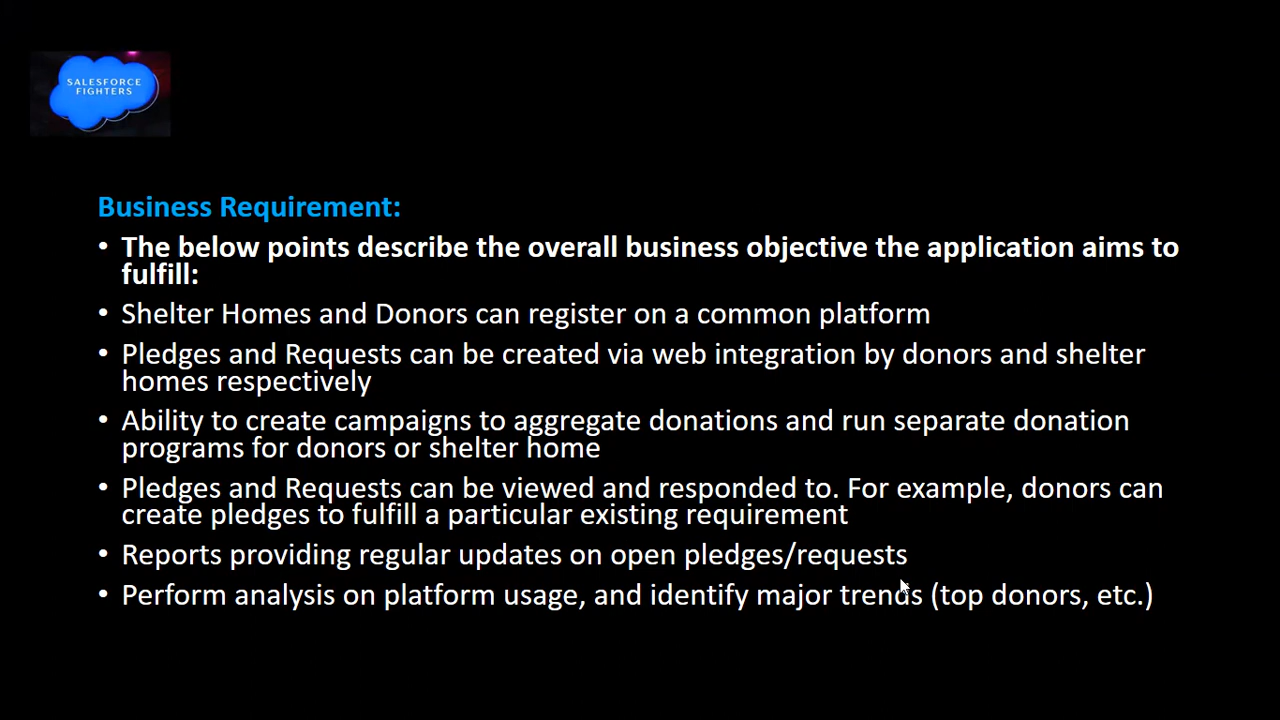 SALESFORCE
FIGHTERS
Business Requirement:
• The below points describe the overall business objective the application aims to
fulfill:
• Shelter Homes and Donors can register on a common platform
• Pledges and Requests can be created via web integration by donors and shelter
homes respectively
• Ability to create campaigns to aggregate donations and run separate donation
programs for donors or shelter home
• Pledges and Requests can be viewed and responded to. For example, donors can
create pledges to fulfill a particular existing requirement
• Reports providing regular updates on open pledges/requests
• Perform analysis on platform usage, and identify major trends (top donors, etc.)